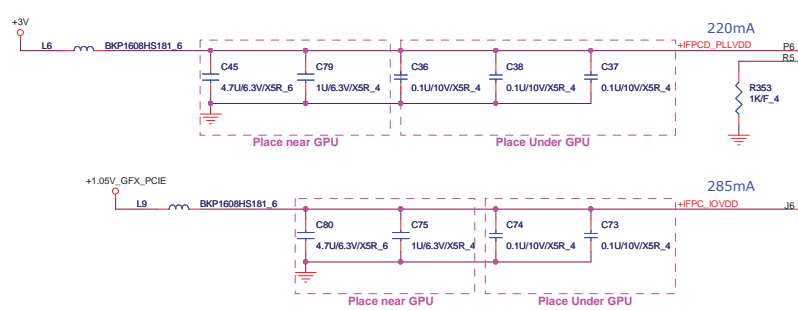 +3V
220mA
L6 BKP1608HS181_6 +IFPCD_PLLVDD P6
R5
C45 C79 C36 C38 C37
4.7U/6.3V/X5R_6 1U/6.3V/X5R_4 0.1U/10V/X5R_4 0.1U/10V/X5R_4 0.1U/10V/X5R_4
R353
1K/F_4
Place near GPU Place Under GPU
+1.05V_GFX_PCIE
285mA
L9 BKP1608HS181_6 +IFPC_IOVDD J6
C80 C75 C74 C73
4.7U/6.3V/X5R_6 1U/6.3V/X5R_4 0.1U/10V/X5R_4 0.1U/10V/X5R_4
Place near GPU Place Under GPU